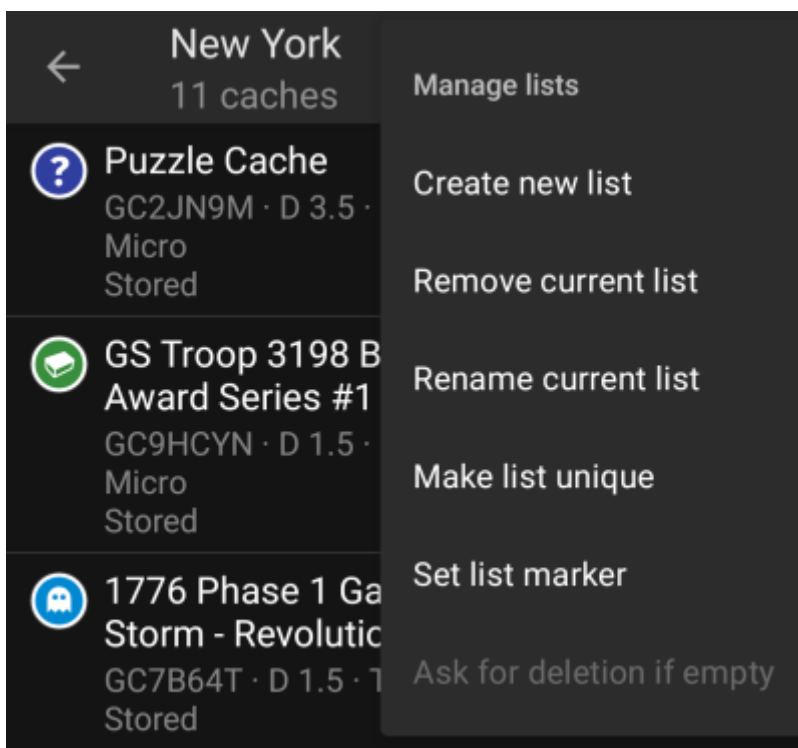 New York
11 caches
Puzzle Cache
GC2JN9M · D 3.5 ·
Micro
Stored
GS Troop 3198 B
Award Series #1
GC9HCYN · D 1.5 ·
Micro
Stored
1776 Phase 1 Ga
Storm - Revolutio
GC7B64T · D 1.5 · T
Stored
Manage lists
Create new list
Remove current list
Rename current list
Make list unique
Set list marker
Ask for deletion if empty